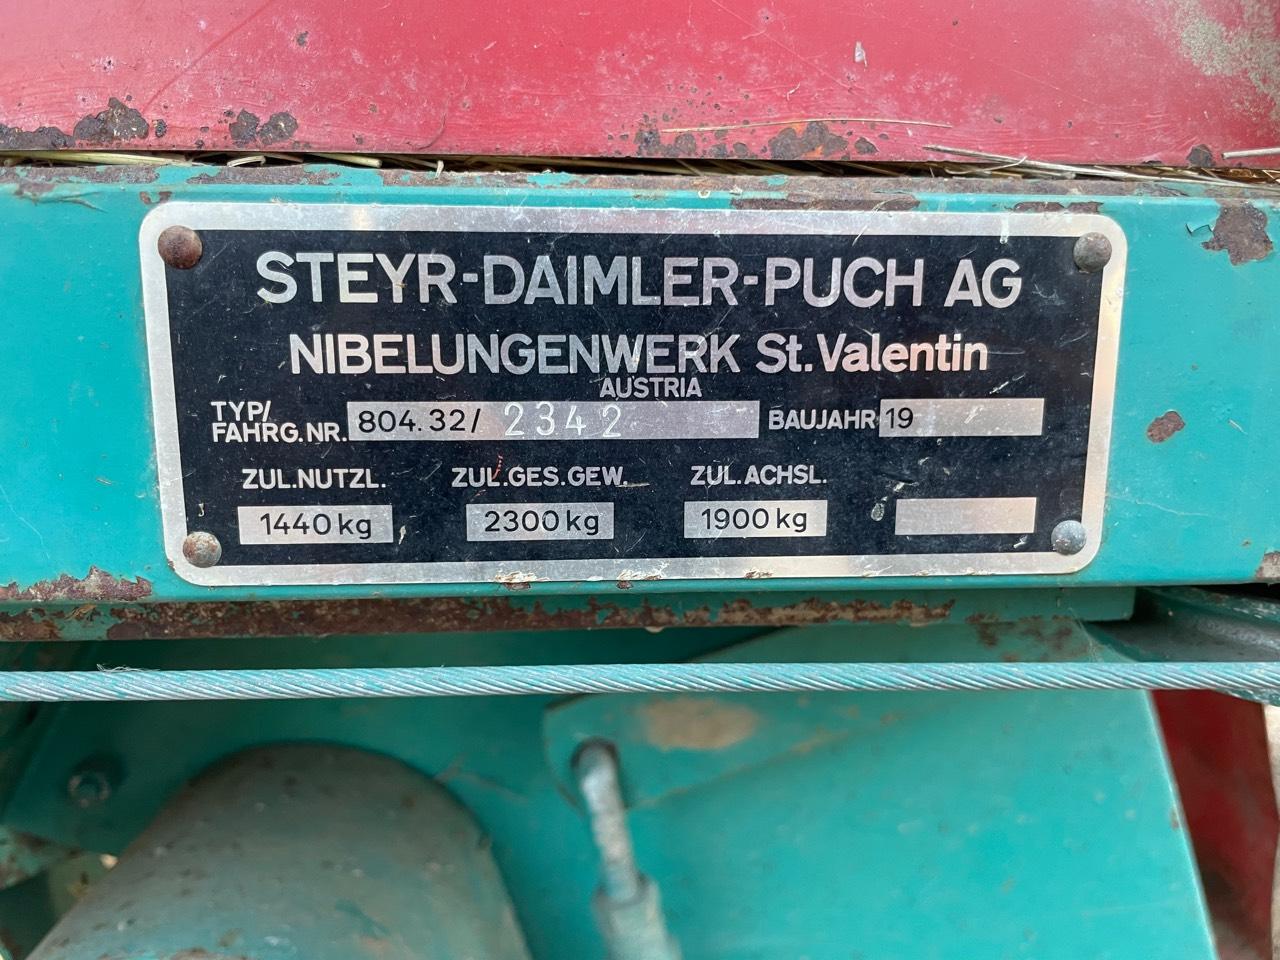 STEYR-DAIMLER-PUCH AG
NIBELUNGENWERK St. Valentin
AUSTRIA
TYP/
FAHRG.NR. 804.32/ 2342 BAUJAHR 19
ZUL.NUTZL. ZUL.GES.GEW. ZUL.ACHSL.
1440 kg 2300 kg 1900 kg